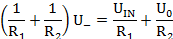 (1/R₁ + 1/R₂) U₋ = U_IN/R₁ + U₀/R₂